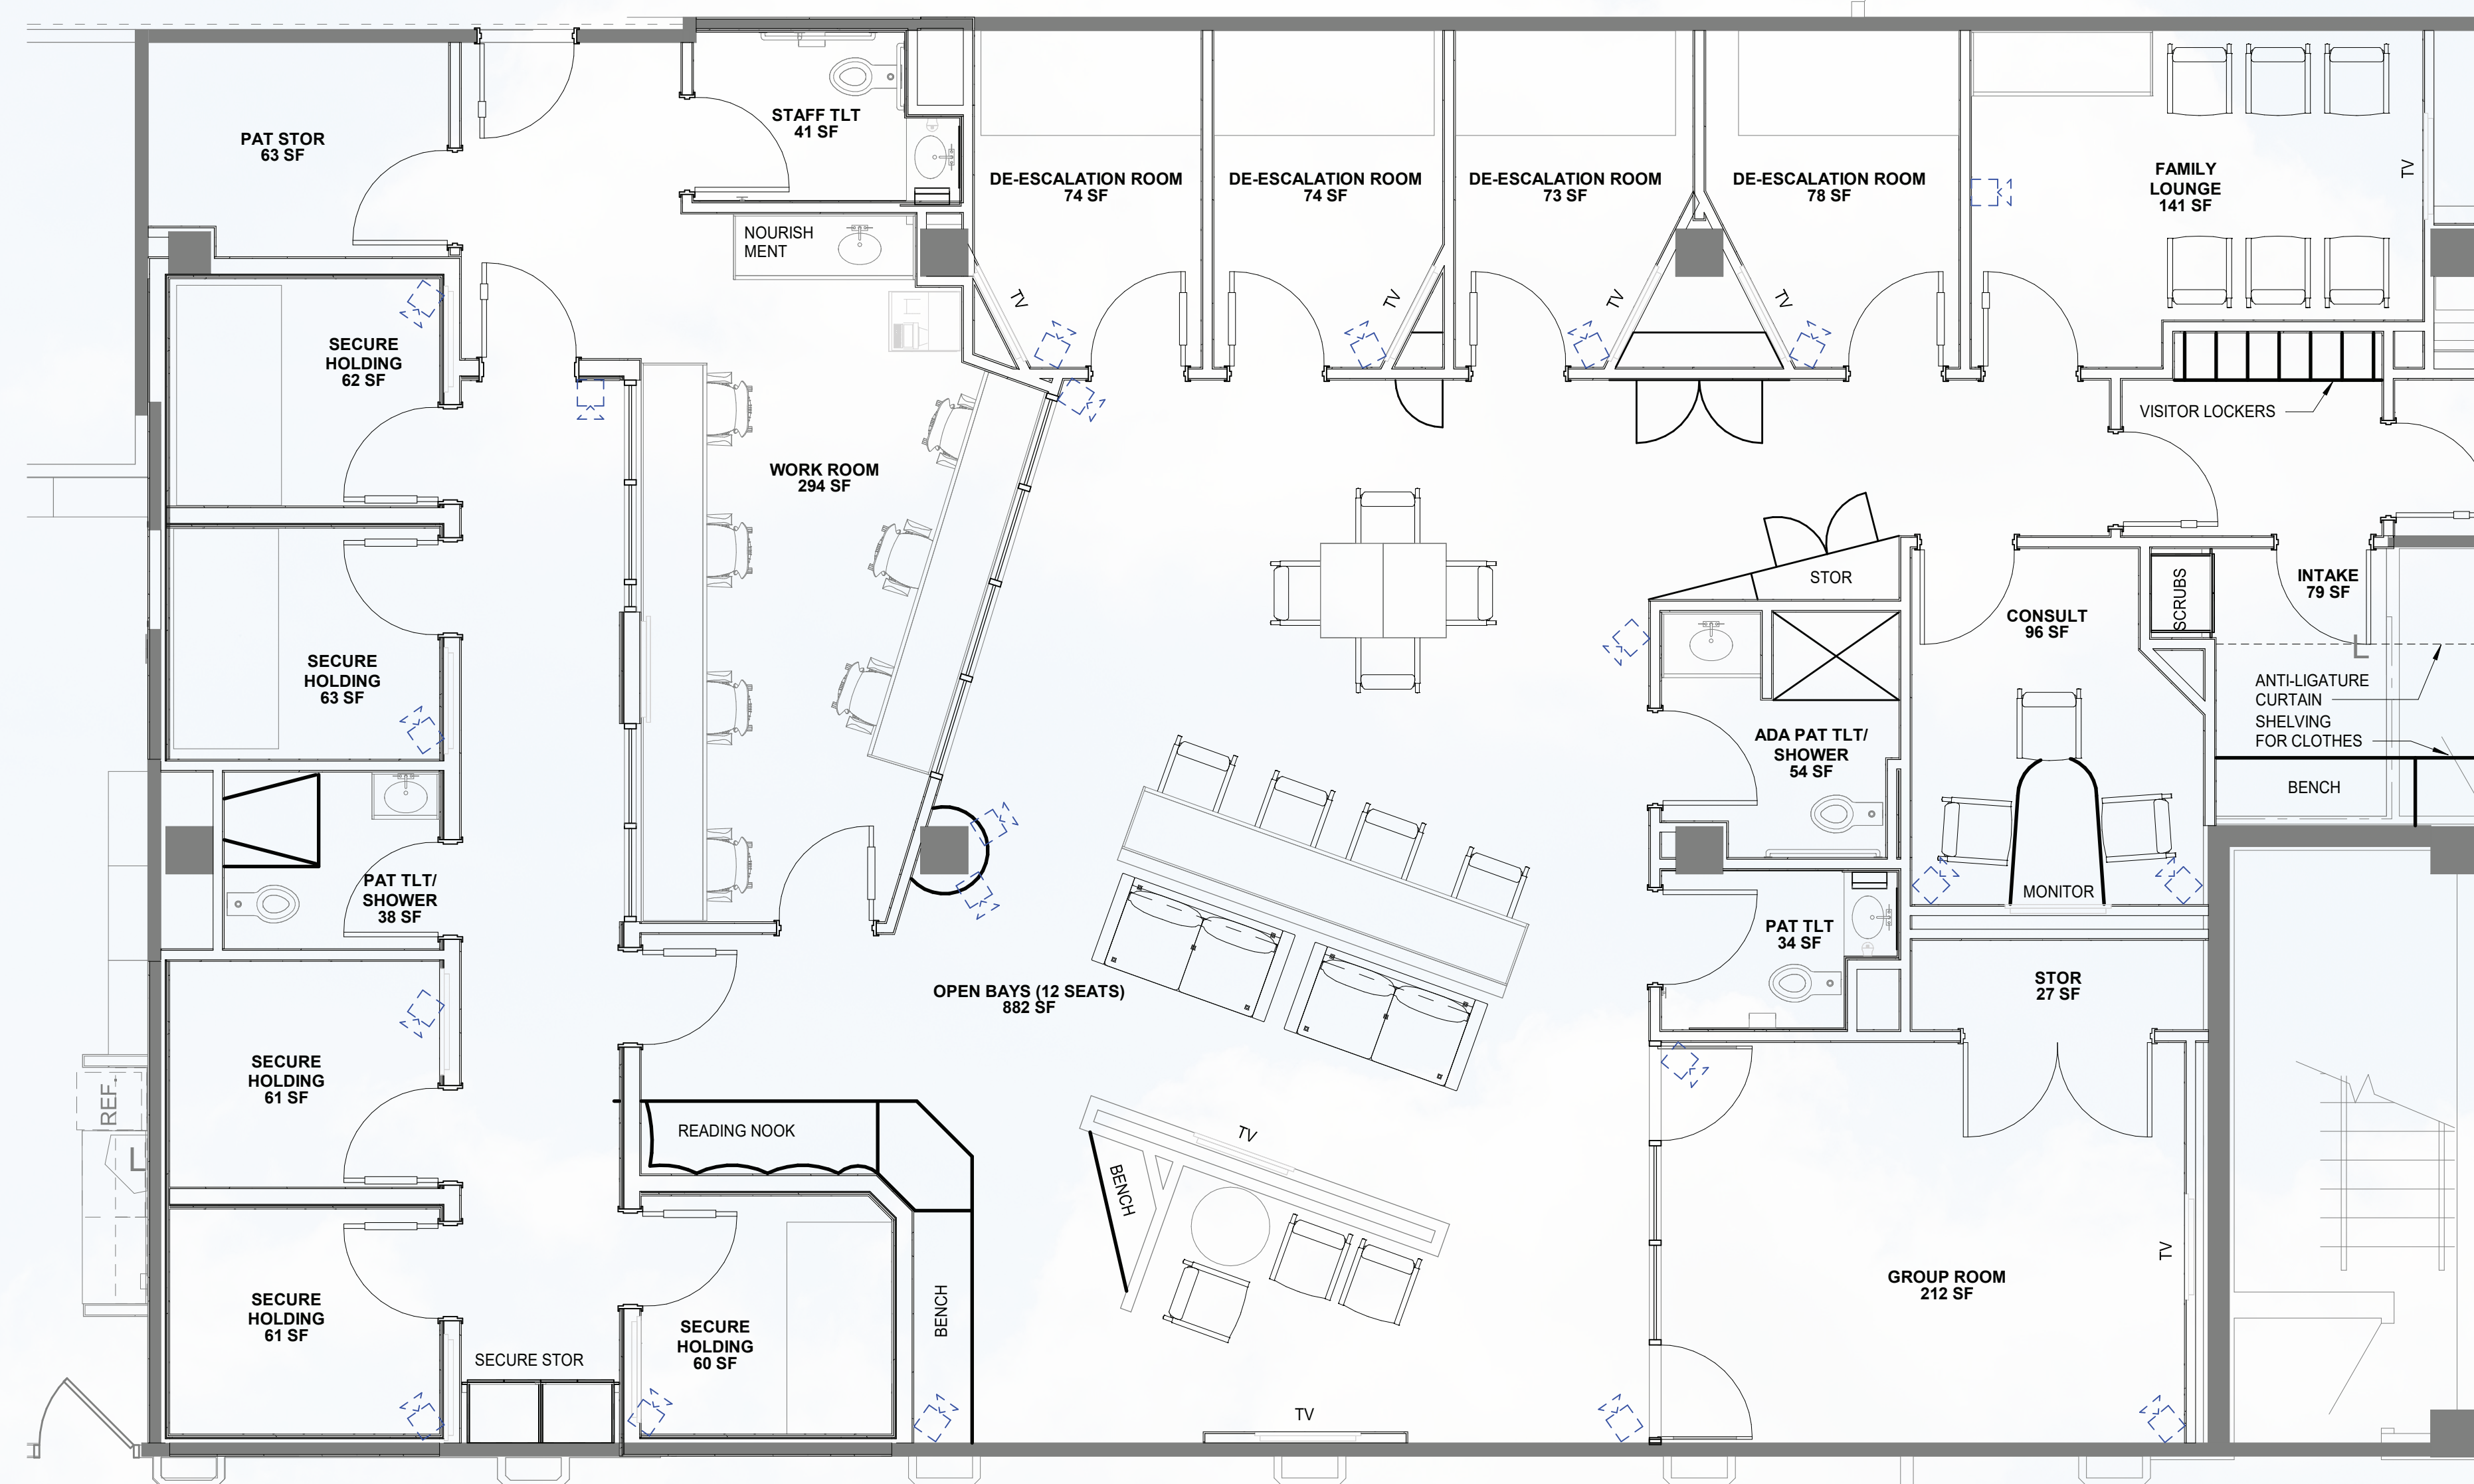 PAT STOR
63 SF
STAFF TLT
41 SF
NOURISH
MENT
DE-ESCALATION ROOM
74 SF
TV
DE-ESCALATION ROOM
74 SF
TV
DE-ESCALATION ROOM
73 SF
TV
DE-ESCALATION ROOM
78 SF
TV
FAMILY
LOUNGE
141 SF
TV
SECURE
HOLDING
62 SF
WORK ROOM
294 SF
VISITOR LOCKERS
STOR
CONSULT
96 SF
SCRUBS
INTAKE
79 SF
SECURE
HOLDING
63 SF
ANTI-LIGATURE
CURTAIN
SHELVING
FOR CLOTHES
BENCH
ADA PAT TLT/
SHOWER
54 SF
PAT TLT/
SHOWER
38 SF
MONITOR
PAT TLT
34 SF
OPEN BAYS (12 SEATS)
882 SF
STOR
27 SF
SECURE
HOLDING
61 SF
REF.
READING NOOK
TV
BENCH
SECURE
HOLDING
61 SF
SECURE STOR
SECURE
HOLDING
60 SF
BENCH
TV
GROUP ROOM
212 SF
TV